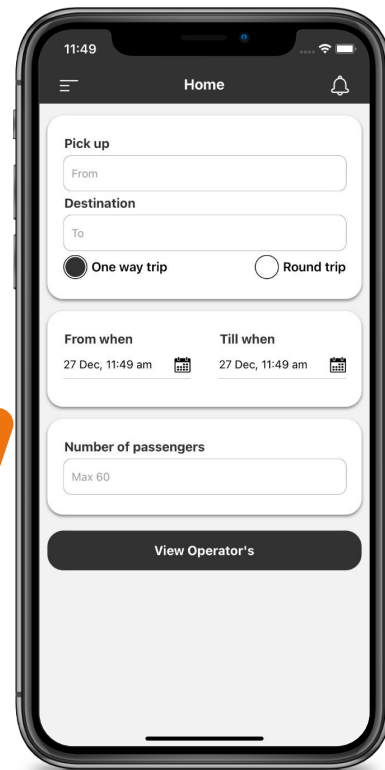 11:49
Home
Pick up
From
Destination
To
One way trip Round trip
From when Till when
27 Dec, 11:49 am 27 Dec, 11:49 am
Number of passengers
Max 60
View Operator's